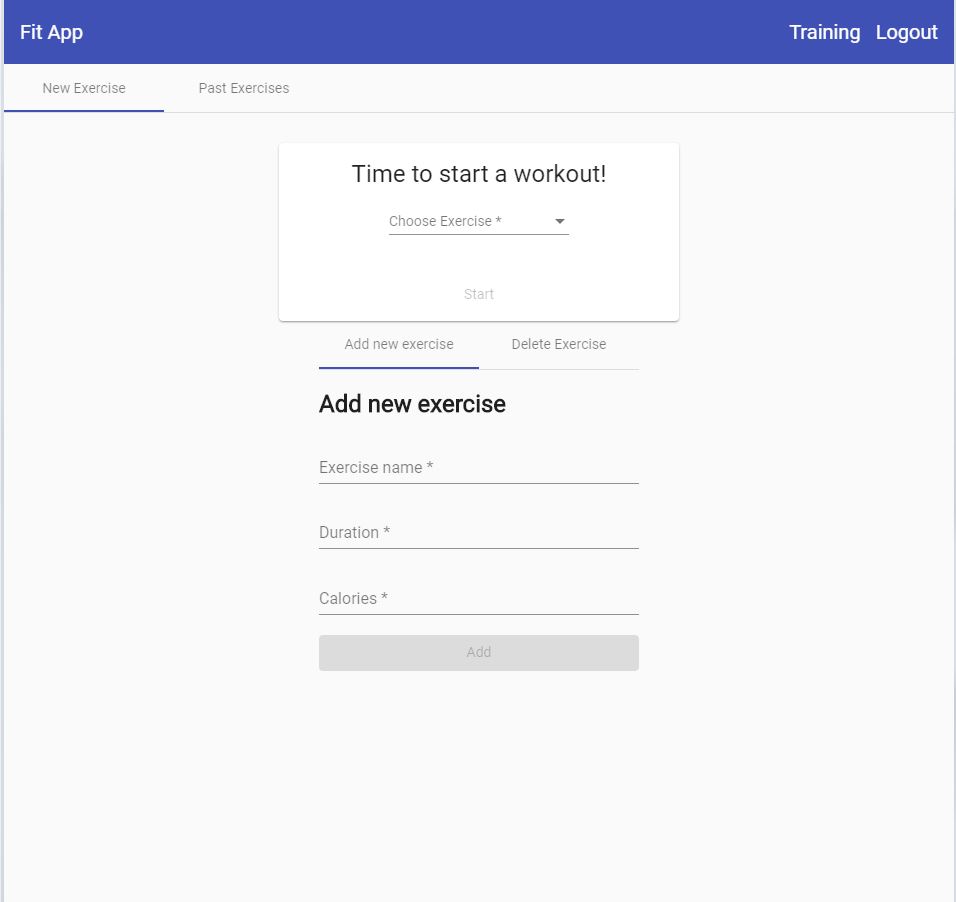 Fit App Training Logout
New Exercise Past Exercises
Time to start a workout!
Choose Exercise *
Start
Add new exercise Delete Exercise
Add new exercise
Exercise name *
Duration *
Calories *
Add